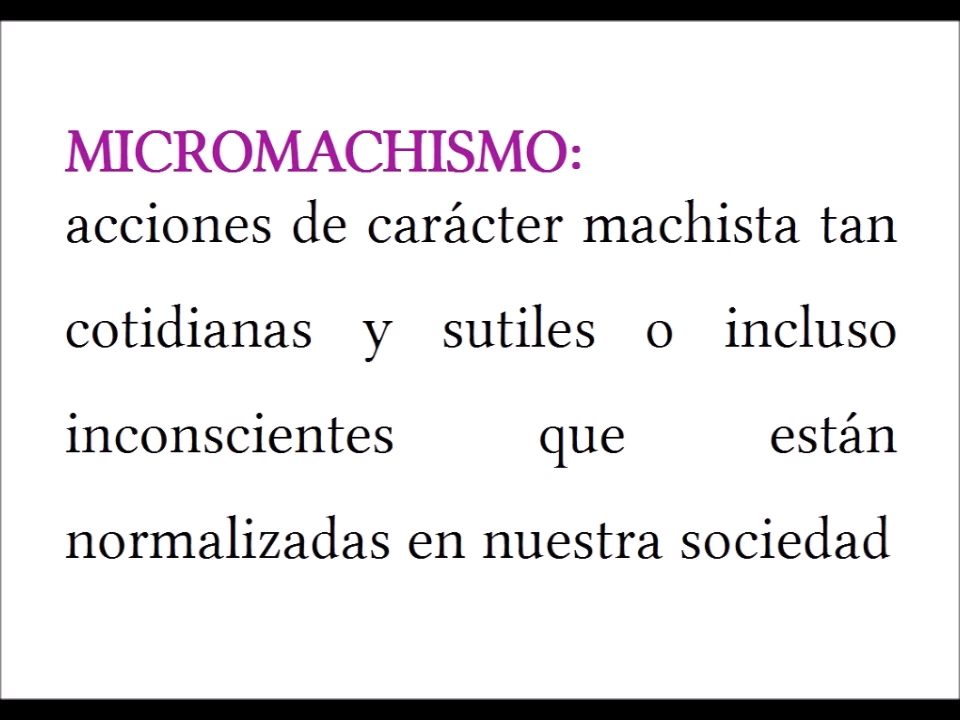 MICROMACHISMO:
acciones de carácter machista tan
cotidianas y sutiles o incluso
inconscientes que están
normalizadas en nuestra sociedad